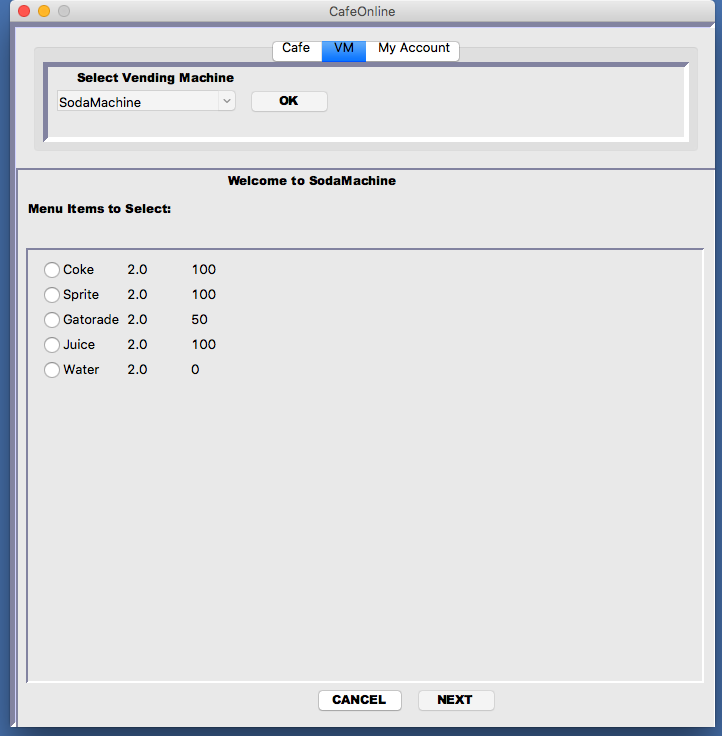 CafeOnline
Cafe VM My Account
Select Vending Machine
SodaMachine OK
Welcome to SodaMachine
Menu Items to Select:
Coke 2.0 100
Sprite 2.0 100
Gatorade 2.0 50
Juice 2.0 100
Water 2.0 0
CANCEL NEXT